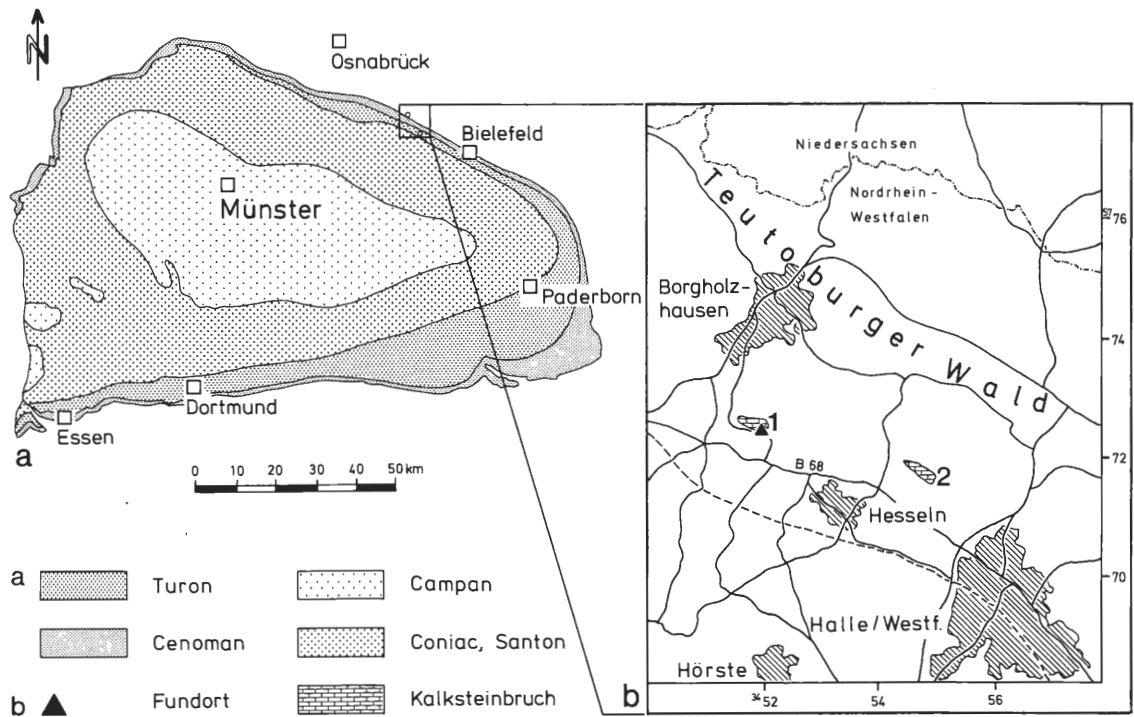 N
Osnabrück
Bielefeld
Münster
Paderborn
Dortmund
Essen
a
0 10 20 30 40 50 km
a
Turon
Campan
Cenoman
Coniac, Santon
b
Fundort
Kalksteinbruch
Niedersachsen
Nordrhein-
Westfalen
Teutoburger Wald
Borgholz-
hausen
1
2
B 68
Hesseln
Halle/Westf.
Hörste
76
74
72
70
b
34 52
54
56